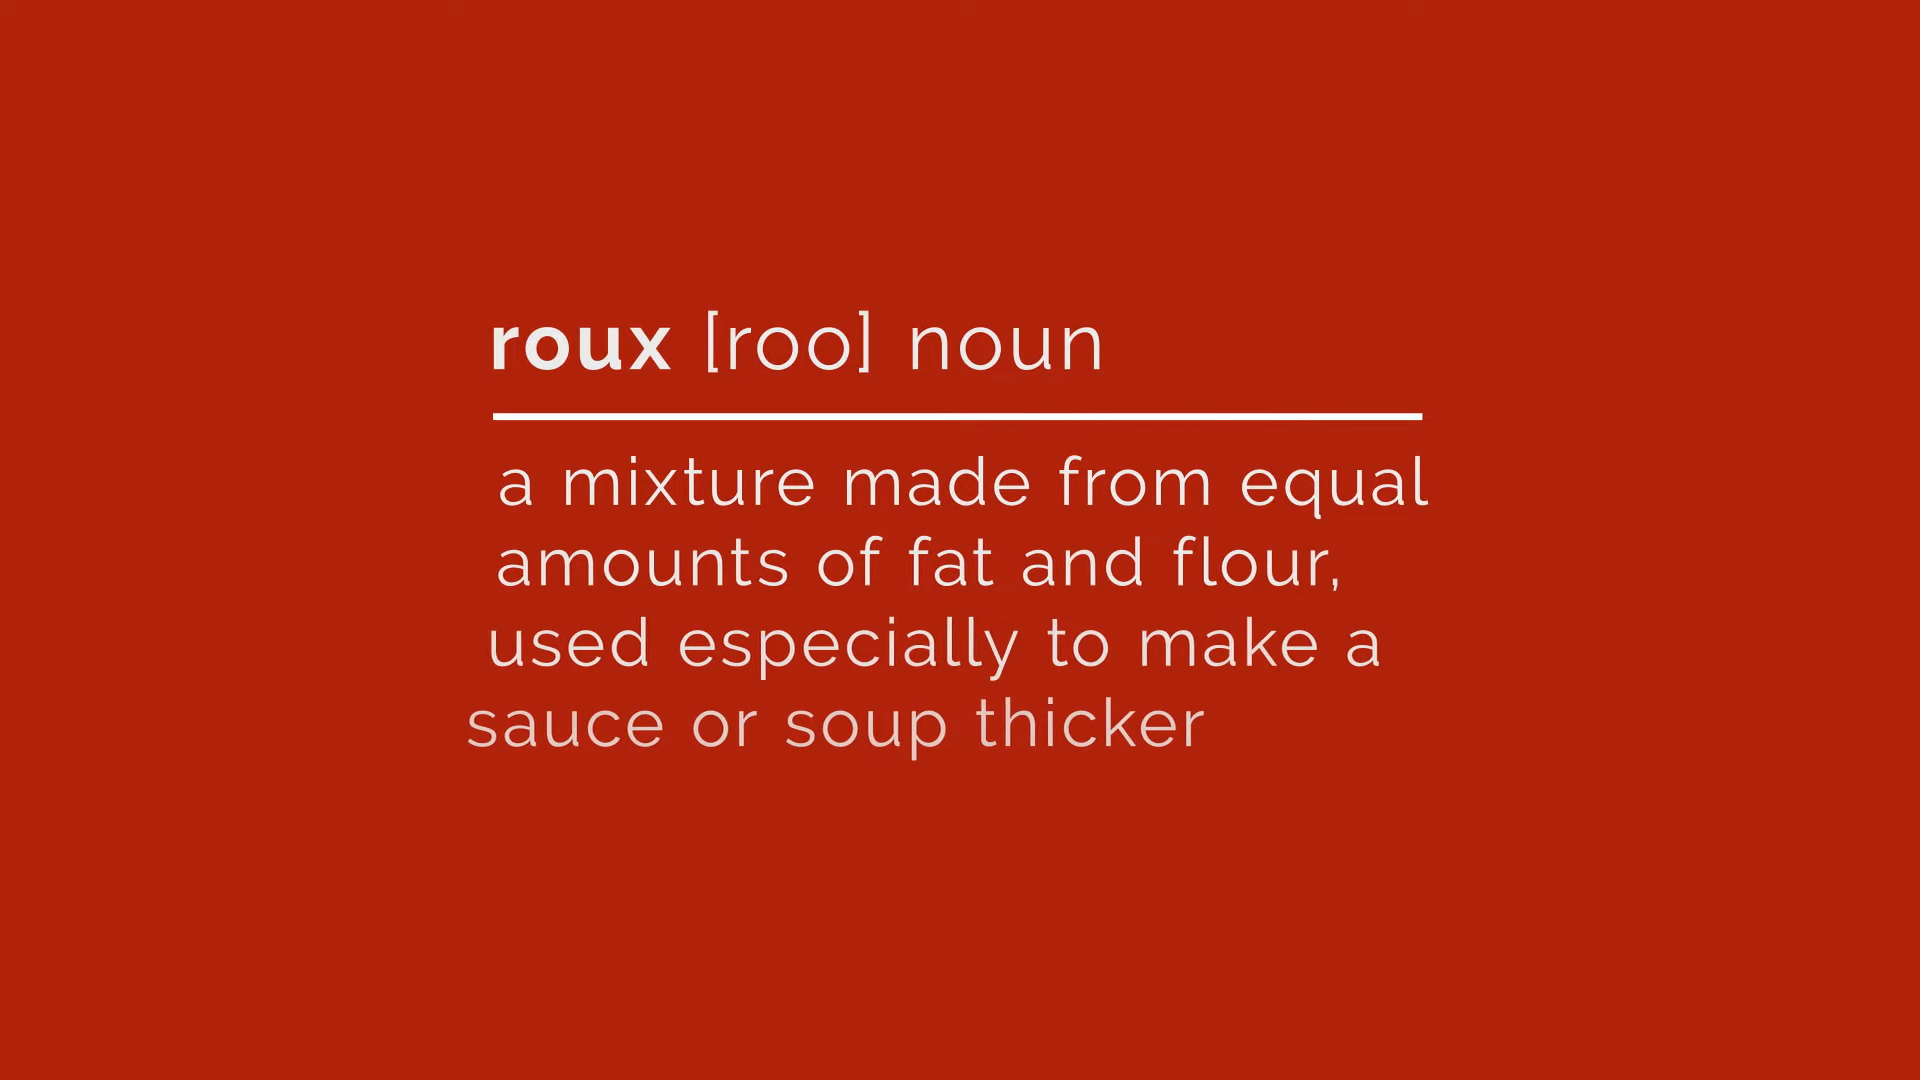 roux [roo] noun
a mixture made from equal
amounts of fat and flour,
used especially to make a
sauce or soup thicker